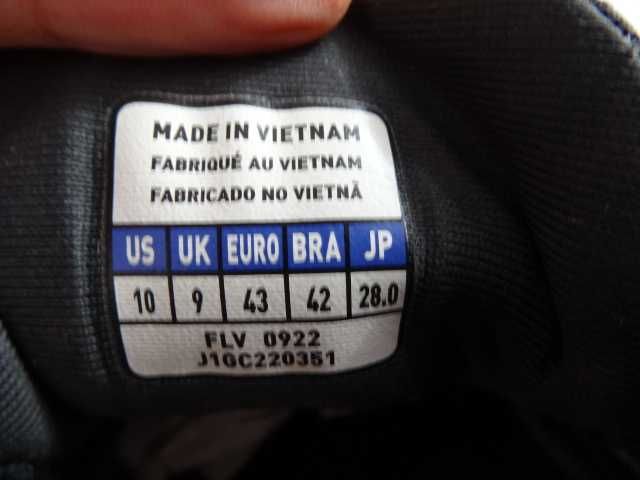 MADE IN VIETNAM
FABRIQUÉ AU VIETNAM
FABRICADO NO VIETNÃ
US UK EURO BRA JP
10 9 43 42 28.0
FLV 0922
J1GC220351